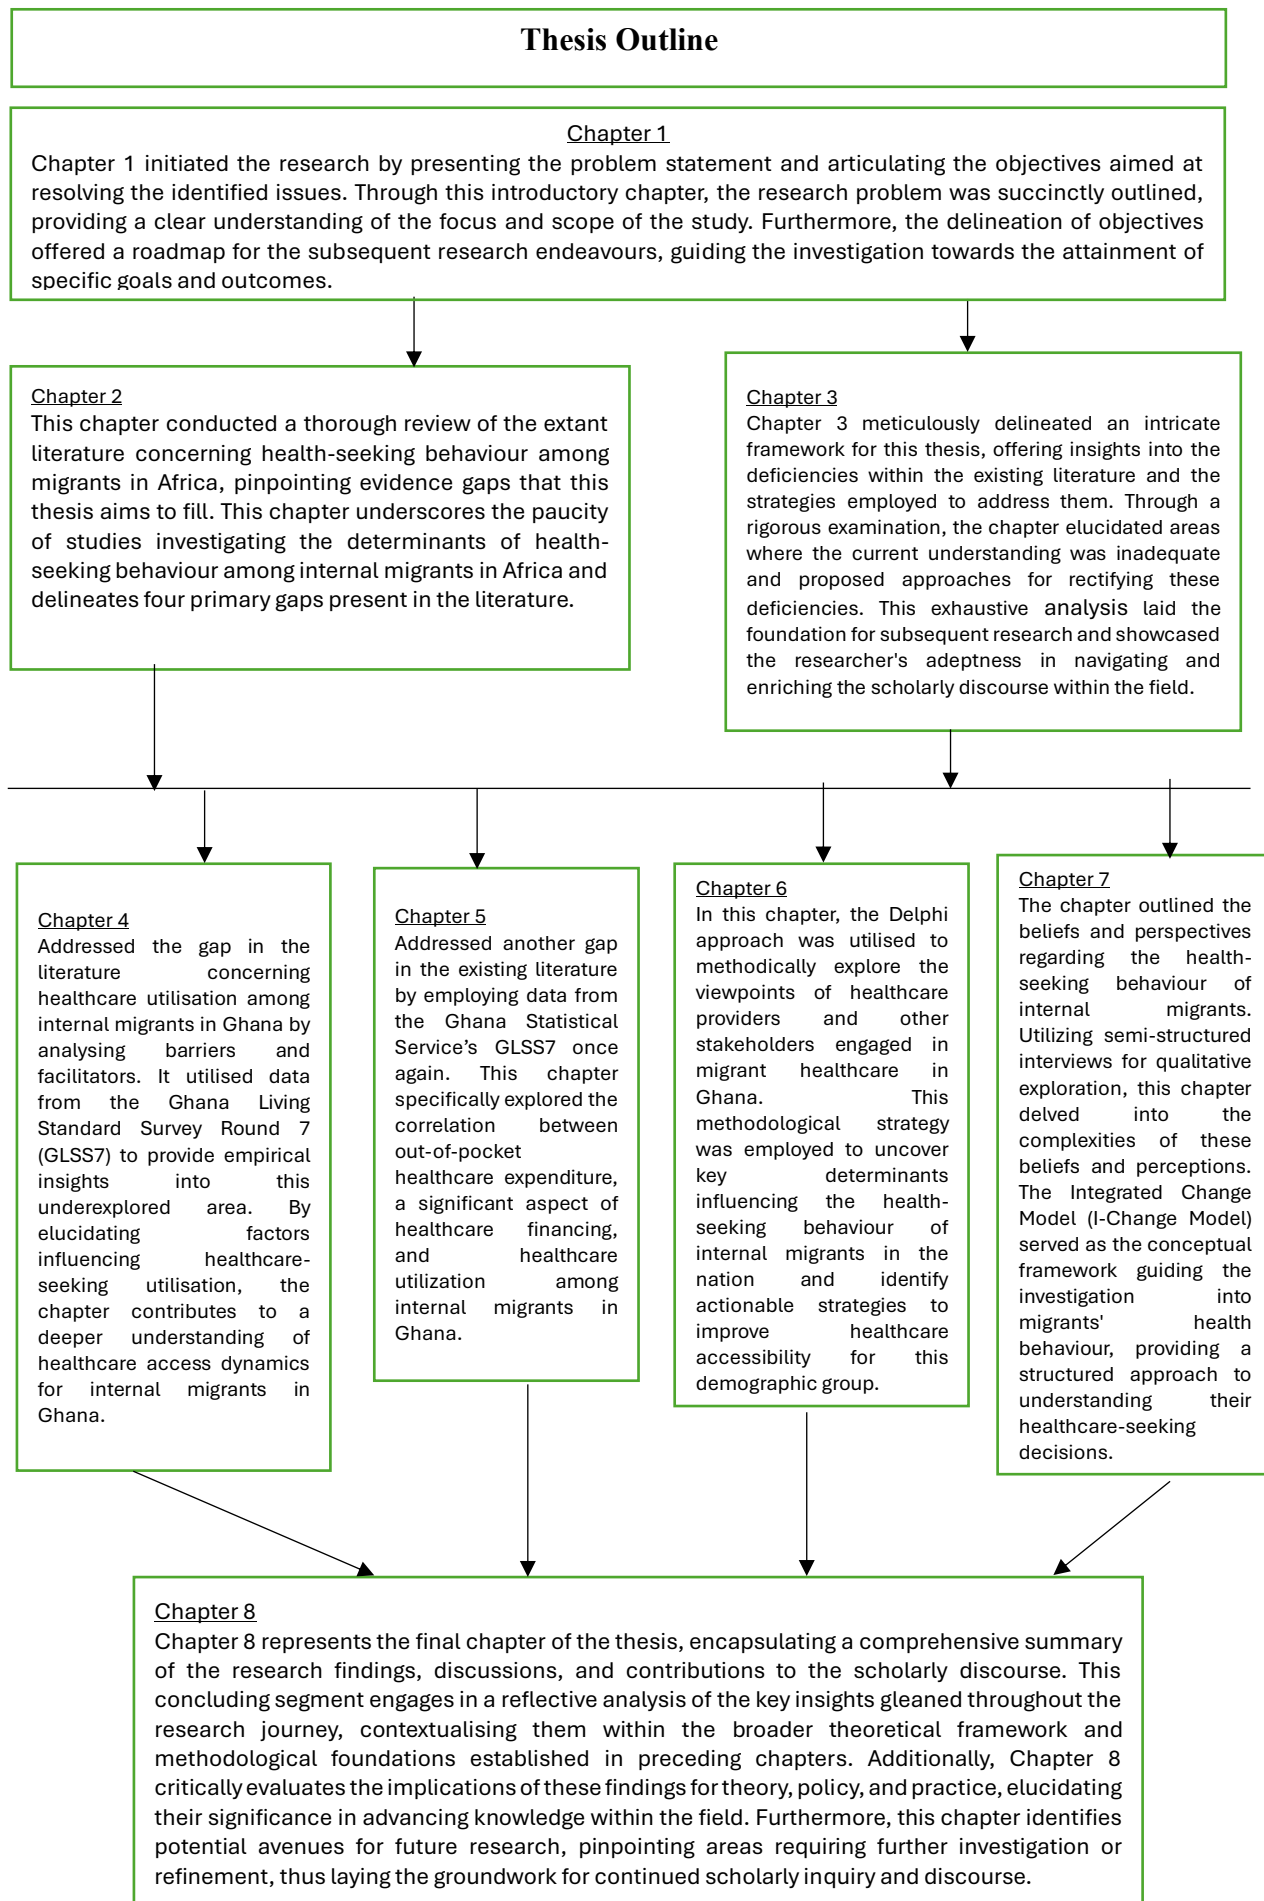 Thesis Outline
Chapter 1
Chapter 1 initiated the research by presenting the problem statement and articulating the objectives aimed at
resolving the identified issues. Through this introductory chapter, the research problem was succinctly outlined,
providing a clear understanding of the focus and scope of the study. Furthermore, the delineation of objectives
offered a roadmap for the subsequent research endeavours, guiding the investigation towards the attainment of
specific goals and outcomes.
Chapter 2
This chapter conducted a thorough review of the extant
literature concerning health-seeking behaviour among
migrants in Africa, pinpointing evidence gaps that this
thesis aims to fill. This chapter underscores the paucity
of studies investigating the determinants of health-
seeking behaviour among internal migrants in Africa and
delineates four primary gaps present in the literature.
Chapter 3
Chapter 3 meticulously delineated an intricate
framework for this thesis, offering insights into the
deficiencies within the existing literature and the
strategies employed to address them. Through a
rigorous examination, the chapter elucidated areas
where the current understanding was inadequate
and proposed approaches for rectifying these
deficiencies. This exhaustive analysis laid the
foundation for subsequent research and showcased
the researcher's adeptness in navigating and
enriching the scholarly discourse within the field.
Chapter 4
Addressed the gap in the
literature concerning
healthcare utilisation among
internal migrants in Ghana by
analysing barriers and
facilitators. It utilised data
from the Ghana Living
Standard Survey Round 7
(GLSS7) to provide empirical
insights into this
underexplored area. By
elucidating factors
influencing healthcare-
seeking utilisation, the
chapter contributes to a
deeper understanding of
healthcare access dynamics
for internal migrants in
Ghana.
Chapter 5
Addressed another gap
in the existing literature
by employing data from
the Ghana Statistical
Service’s GLSS7 once
again. This chapter
specifically explored the
correlation between
out-of-pocket
healthcare expenditure,
a significant aspect of
healthcare financing,
and healthcare
utilization among
internal migrants in
Ghana.
Chapter 6
In this chapter, the Delphi
approach was utilised to
methodically explore the
viewpoints of healthcare
providers and other
stakeholders engaged in
migrant healthcare in
Ghana. This
methodological strategy
was employed to uncover
key determinants
influencing the health-
seeking behaviour of
internal migrants in the
nation and identify
actionable strategies to
improve healthcare
accessibility for this
demographic group.
Chapter 7
The chapter outlined the
beliefs and perspectives
regarding the health-
seeking behaviour of
internal migrants.
Utilizing semi-structured
interviews for qualitative
exploration, this chapter
delved into the
complexities of these
beliefs and perceptions.
The Integrated Change
Model (I-Change Model)
served as the conceptual
framework guiding the
investigation into
migrants' health
behaviour, providing a
structured approach to
understanding their
healthcare-seeking
decisions.
Chapter 8
Chapter 8 represents the final chapter of the thesis, encapsulating a comprehensive summary
of the research findings, discussions, and contributions to the scholarly discourse. This
concluding segment engages in a reflective analysis of the key insights gleaned throughout the
research journey, contextualising them within the broader theoretical framework and
methodological foundations established in preceding chapters. Additionally, Chapter 8
critically evaluates the implications of these findings for theory, policy, and practice, elucidating
their significance in advancing knowledge within the field. Furthermore, this chapter identifies
potential avenues for future research, pinpointing areas requiring further investigation or
refinement, thus laying the groundwork for continued scholarly inquiry and discourse.